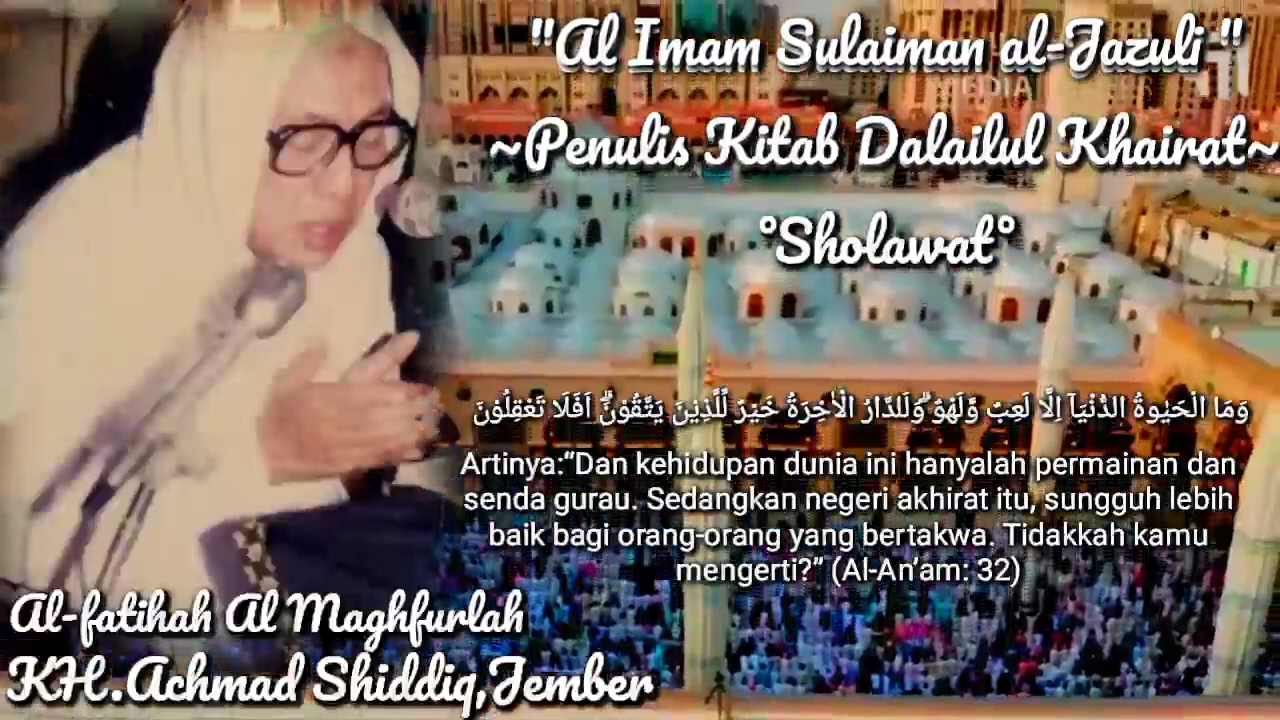 "Al Imam Sulaiman al-Jazuli "
EDIA
~Penulis Kitab Dalailul Khairat~
°Sholawat°
وَمَا الْحَيٰوةُ الدُّنْيَآ اِلَّا لَعِبٌ وَّلَهْوٌ ۗوَلَلدَّارُ الْاٰخِرَةُ خَيْرٌ لِّلَّذِيْنَ يَتَّقُوْنَۗ اَفَلَا تَعْقِلُوْنَ
Artinya:“Dan kehidupan dunia ini hanyalah permainan dan
senda gurau. Sedangkan negeri akhirat itu, sungguh lebih
baik bagi orang-orang yang bertakwa. Tidakkah kamu
mengerti?” (Al-An’am: 32)
Al-fatihah Al Maghfurlah
KH.Achmad Shiddiq,Jember